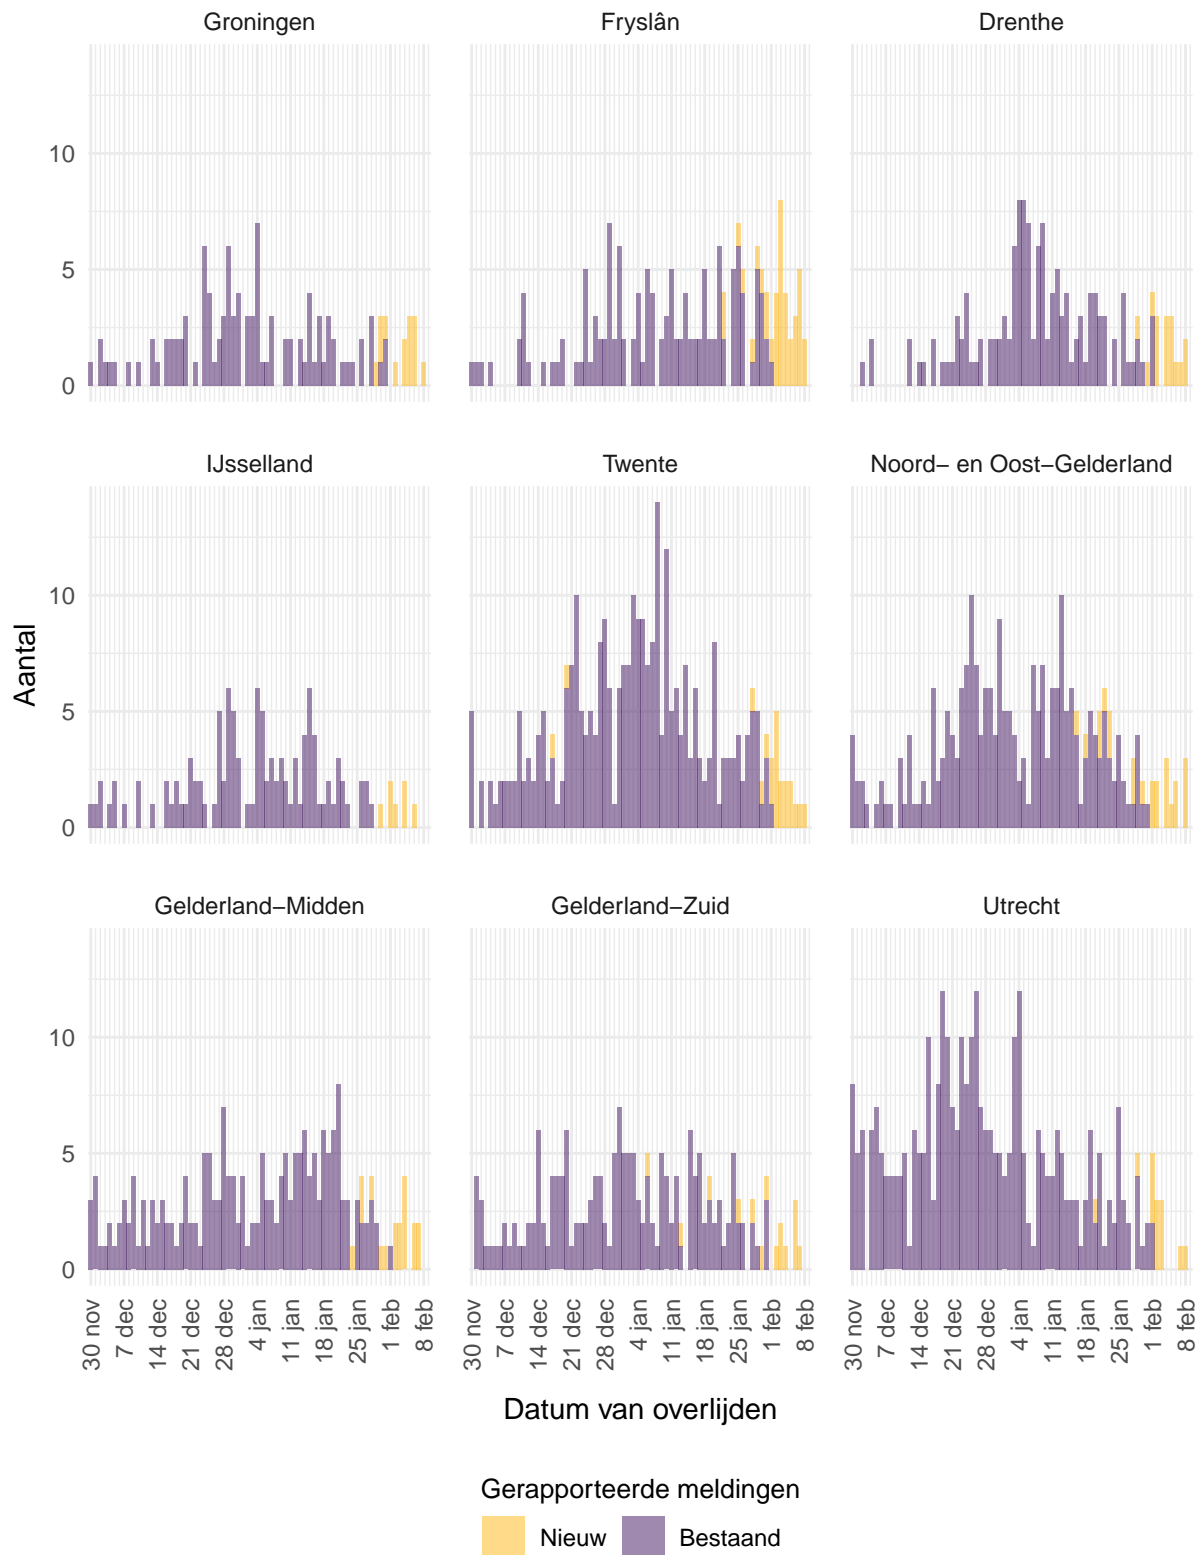 Groningen
Fryslân
Drenthe
10
5
0
IJsselland
Twente
Noord− en Oost−Gelderland
10
5
0
Aantal
Gelderland−Midden
Gelderland−Zuid
Utrecht
10
5
0
30 nov
7 dec
14 dec
21 dec
28 dec
4 jan
11 jan
18 jan
25 jan
1 feb
8 feb
30 nov
7 dec
14 dec
21 dec
28 dec
4 jan
11 jan
18 jan
25 jan
1 feb
8 feb
30 nov
7 dec
14 dec
21 dec
28 dec
4 jan
11 jan
18 jan
25 jan
1 feb
8 feb
Datum van overlijden
Gerapporteerde meldingen
Nieuw Bestaand